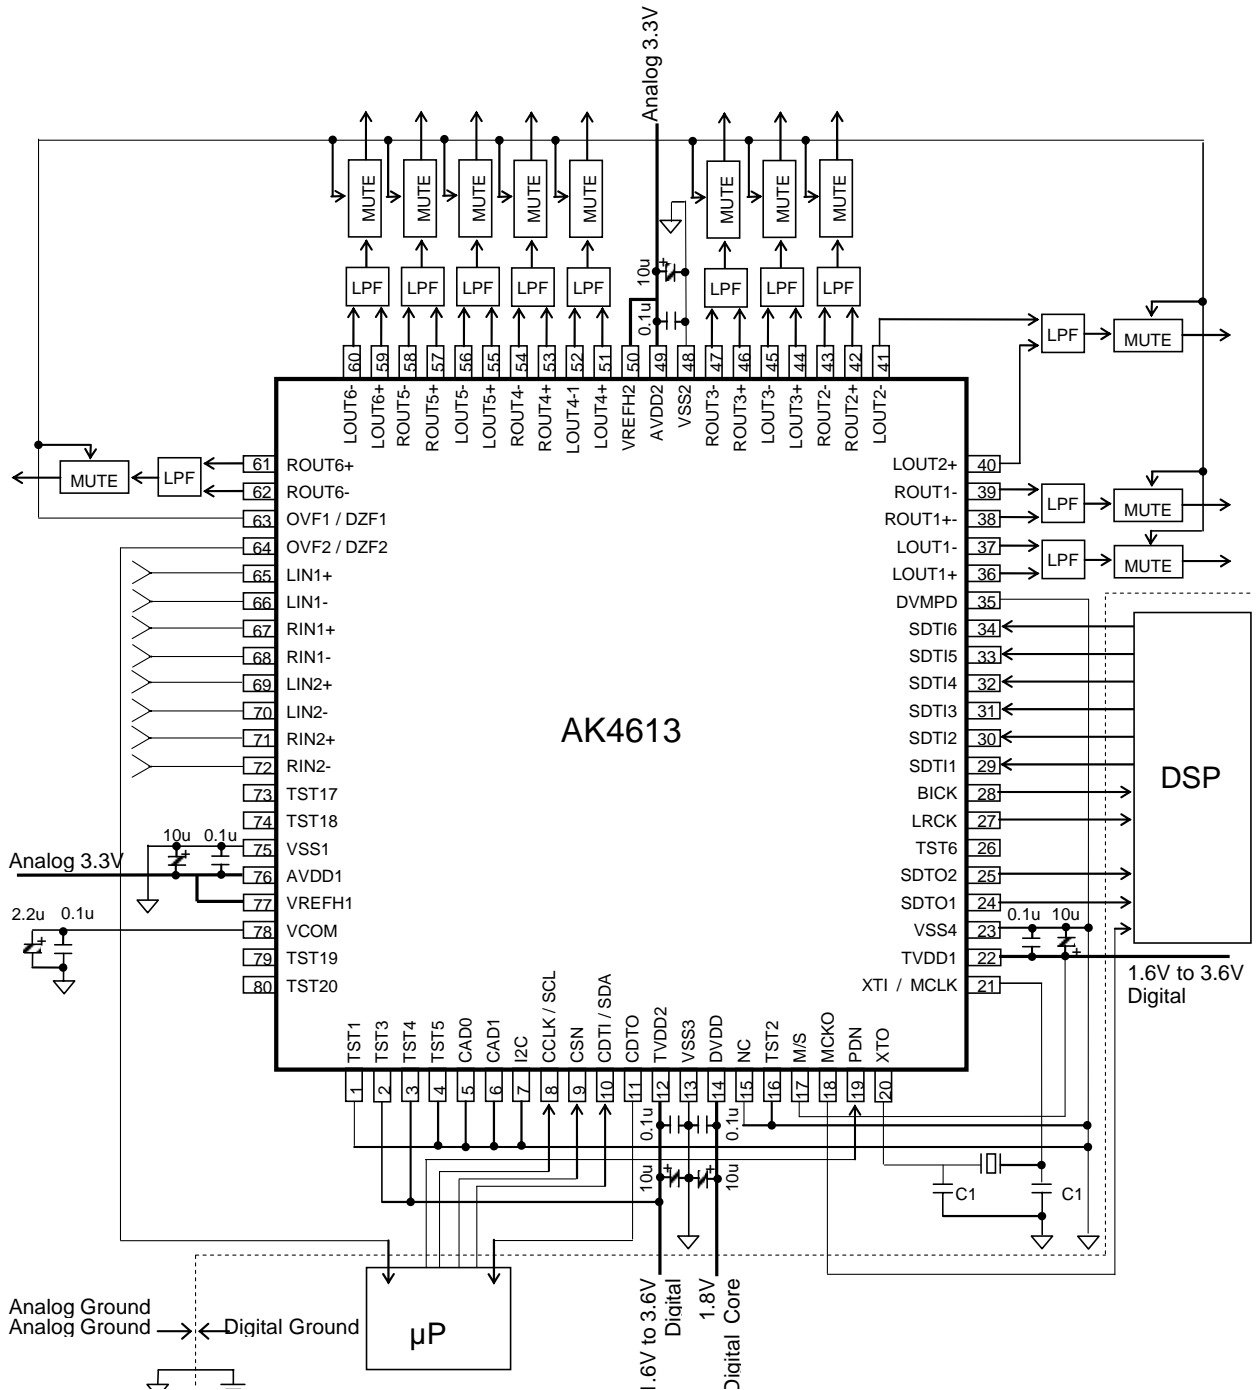 Analog 3.3V
MUTE MUTE MUTE MUTE MUTE MUTE MUTE MUTE
LPF LPF LPF LPF LPF LPF LPF LPF
10u
0.1u
60 59 58 57 56 55 54 53 52 51 50 49 48 47 46 45 44 43 42 41
LOUT6- LOUT6+ ROUT5- ROUT5+ LOUT5- LOUT5+ ROUT4- ROUT4+ LOUT4-1 LOUT4+ VREFH2 AVDD2 VSS2 ROUT3- ROUT3+ LOUT3- LOUT3+ ROUT2- ROUT2+ LOUT2-
LPF MUTE
MUTE LPF
61 ROUT6+
62 ROUT6-
63 OVF1 / DZF1
64 OVF2 / DZF2
65 LIN1+
66 LIN1-
67 RIN1+
68 RIN1-
69 LIN2+
70 LIN2-
71 RIN2+
72 RIN2-
73 TST17
74 TST18
75 VSS1
76 AVDD1
77 VREFH1
78 VCOM
79 TST19
80 TST20
10u 0.1u
Analog 3.3V
2.2u 0.1u
AK4613
LOUT2+ 40
ROUT1- 39
ROUT1+- 38
LOUT1- 37
LOUT1+ 36
DVMPD 35
SDTI6 34
SDTI5 33
SDTI4 32
SDTI3 31
SDTI2 30
SDTI1 29
BICK 28
LRCK 27
TST6 26
SDTO2 25
SDTO1 24
VSS4 23
TVDD1 22
XTI / MCLK 21
LPF MUTE
LPF MUTE
DSP
0.1u 10u
1.6V to 3.6V
Digital
TST1 TST3 TST4 TST5 CAD0 CAD1 I2C CCLK / SCL CSN CDTI / SDA CDTO TVDD2 VSS3 DVDD NC TST2 M/S MCKO PDN XTO
1 2 3 4 5 6 7 8 9 10 11 12 13 14 15 16 17 18 19 20
0.1u 0.1u
10u 10u
C1 C1
1.6V to 3.6V
Digital
1.8V
Digital Core
µP
Analog Ground
Analog Ground Digital Ground